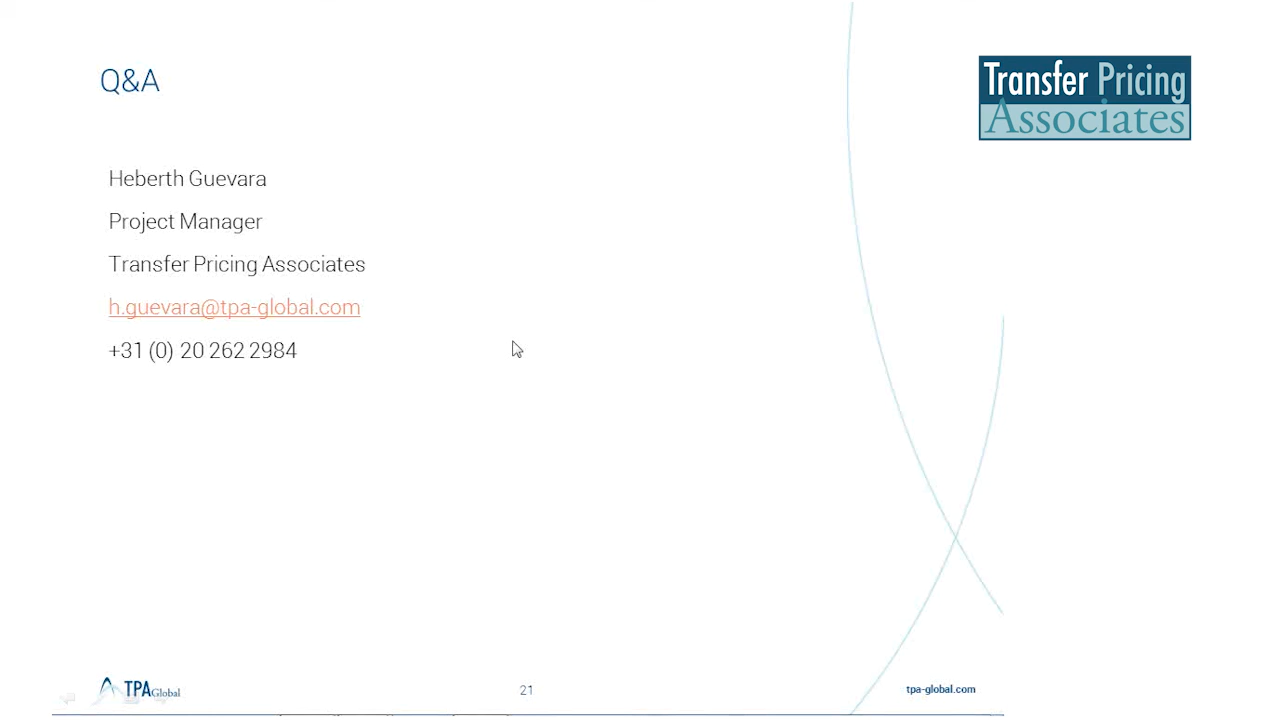 Q&A
Transfer Pricing
Associates
Heberth Guevara
Project Manager
Transfer Pricing Associates
h.guevara@tpa-global.com
+31 (0) 20 262 2984
TPA Global
21
tpa-global.com